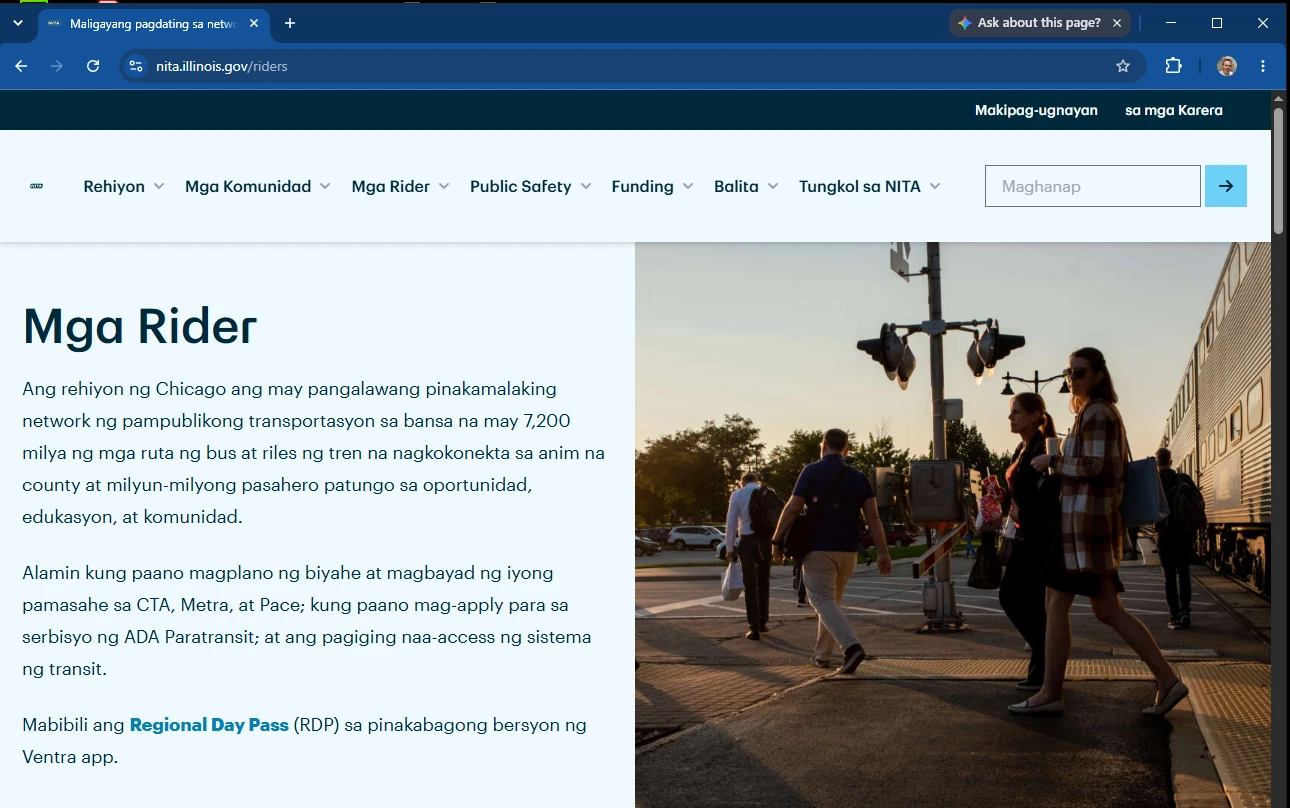 Maligayang pagdating sa netw
Ask about this page?
nita.illinois.gov/riders
Makipag-ugnayan sa mga Karera
NITA Rehiyon Mga Komunidad Mga Rider Public Safety Funding Balita Tungkol sa NITA Maghanap
Mga Rider
Ang rehiyon ng Chicago ang may pangalawang pinakamalaking
network ng pampublikong transportasyon sa bansa na may 7,200
milya ng mga ruta ng bus at riles ng tren na nagkokonekta sa anim na
county at milyun-milyong pasahero patungo sa oportunidad,
edukasyon, at komunidad.
Alamin kung paano magplano ng biyahe at magbayad ng iyong
pamasahe sa CTA, Metra, at Pace; kung paano mag-apply para sa
serbisyo ng ADA Paratransit; at ang pagiging naa-access ng sistema
ng transit.
Mabibili ang Regional Day Pass (RDP) sa pinakabagong bersyon ng
Ventra app.